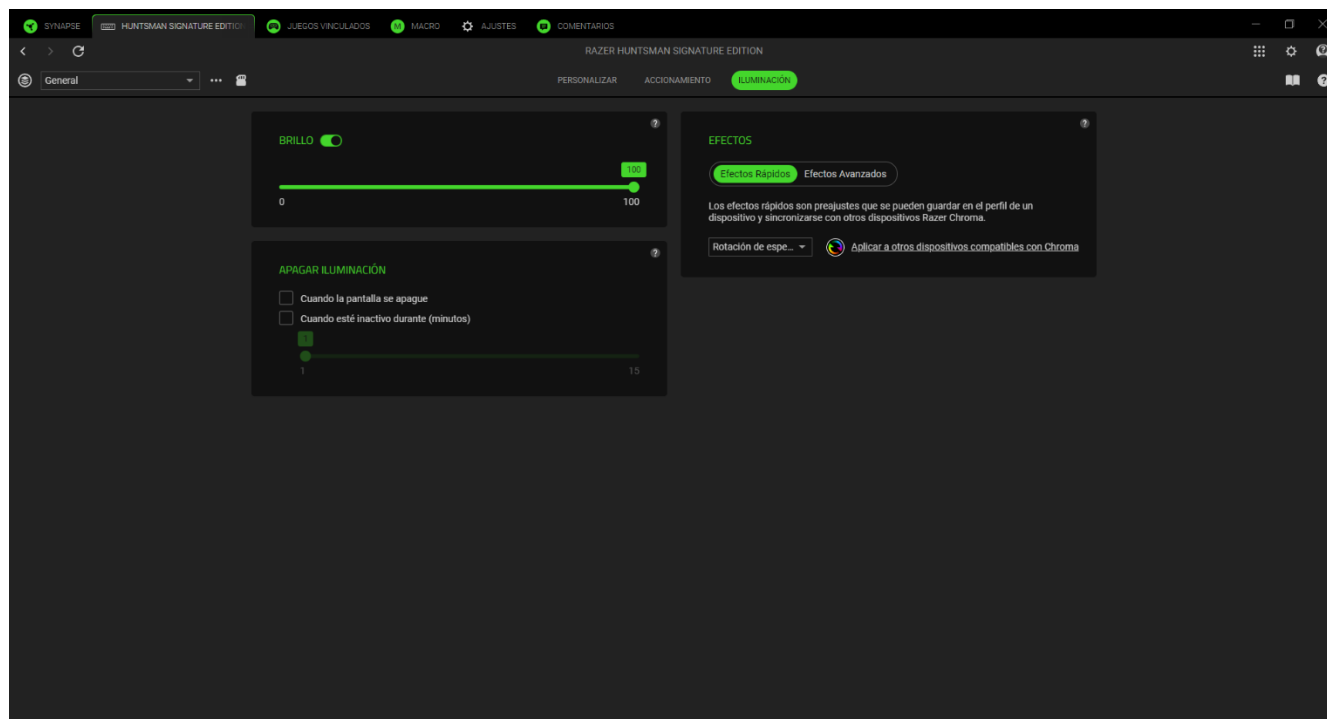 SYNAPSE
HUNTSMAN SIGNATURE EDITION
JUEGOS VINCULADOS
M
MACRO
AJUSTES
COMENTARIOS
RAZER HUNTSMAN SIGNATURE EDITION
General
PERSONALIZAR
ACCIONAMIENTO
ILUMINACIÓN
?
BRILLO
100
0
100
?
APAGAR ILUMINACIÓN
Cuando la pantalla se apague
Cuando esté inactivo durante (minutos)
1
15
?
EFECTOS
Efectos Rápidos
Efectos Avanzados
Los efectos rápidos son preajustes que se pueden guardar en el perfil de un
dispositivo y sincronizarse con otros dispositivos Razer Chroma.
Rotación de espe...
Aplicar a otros dispositivos compatibles con Chroma